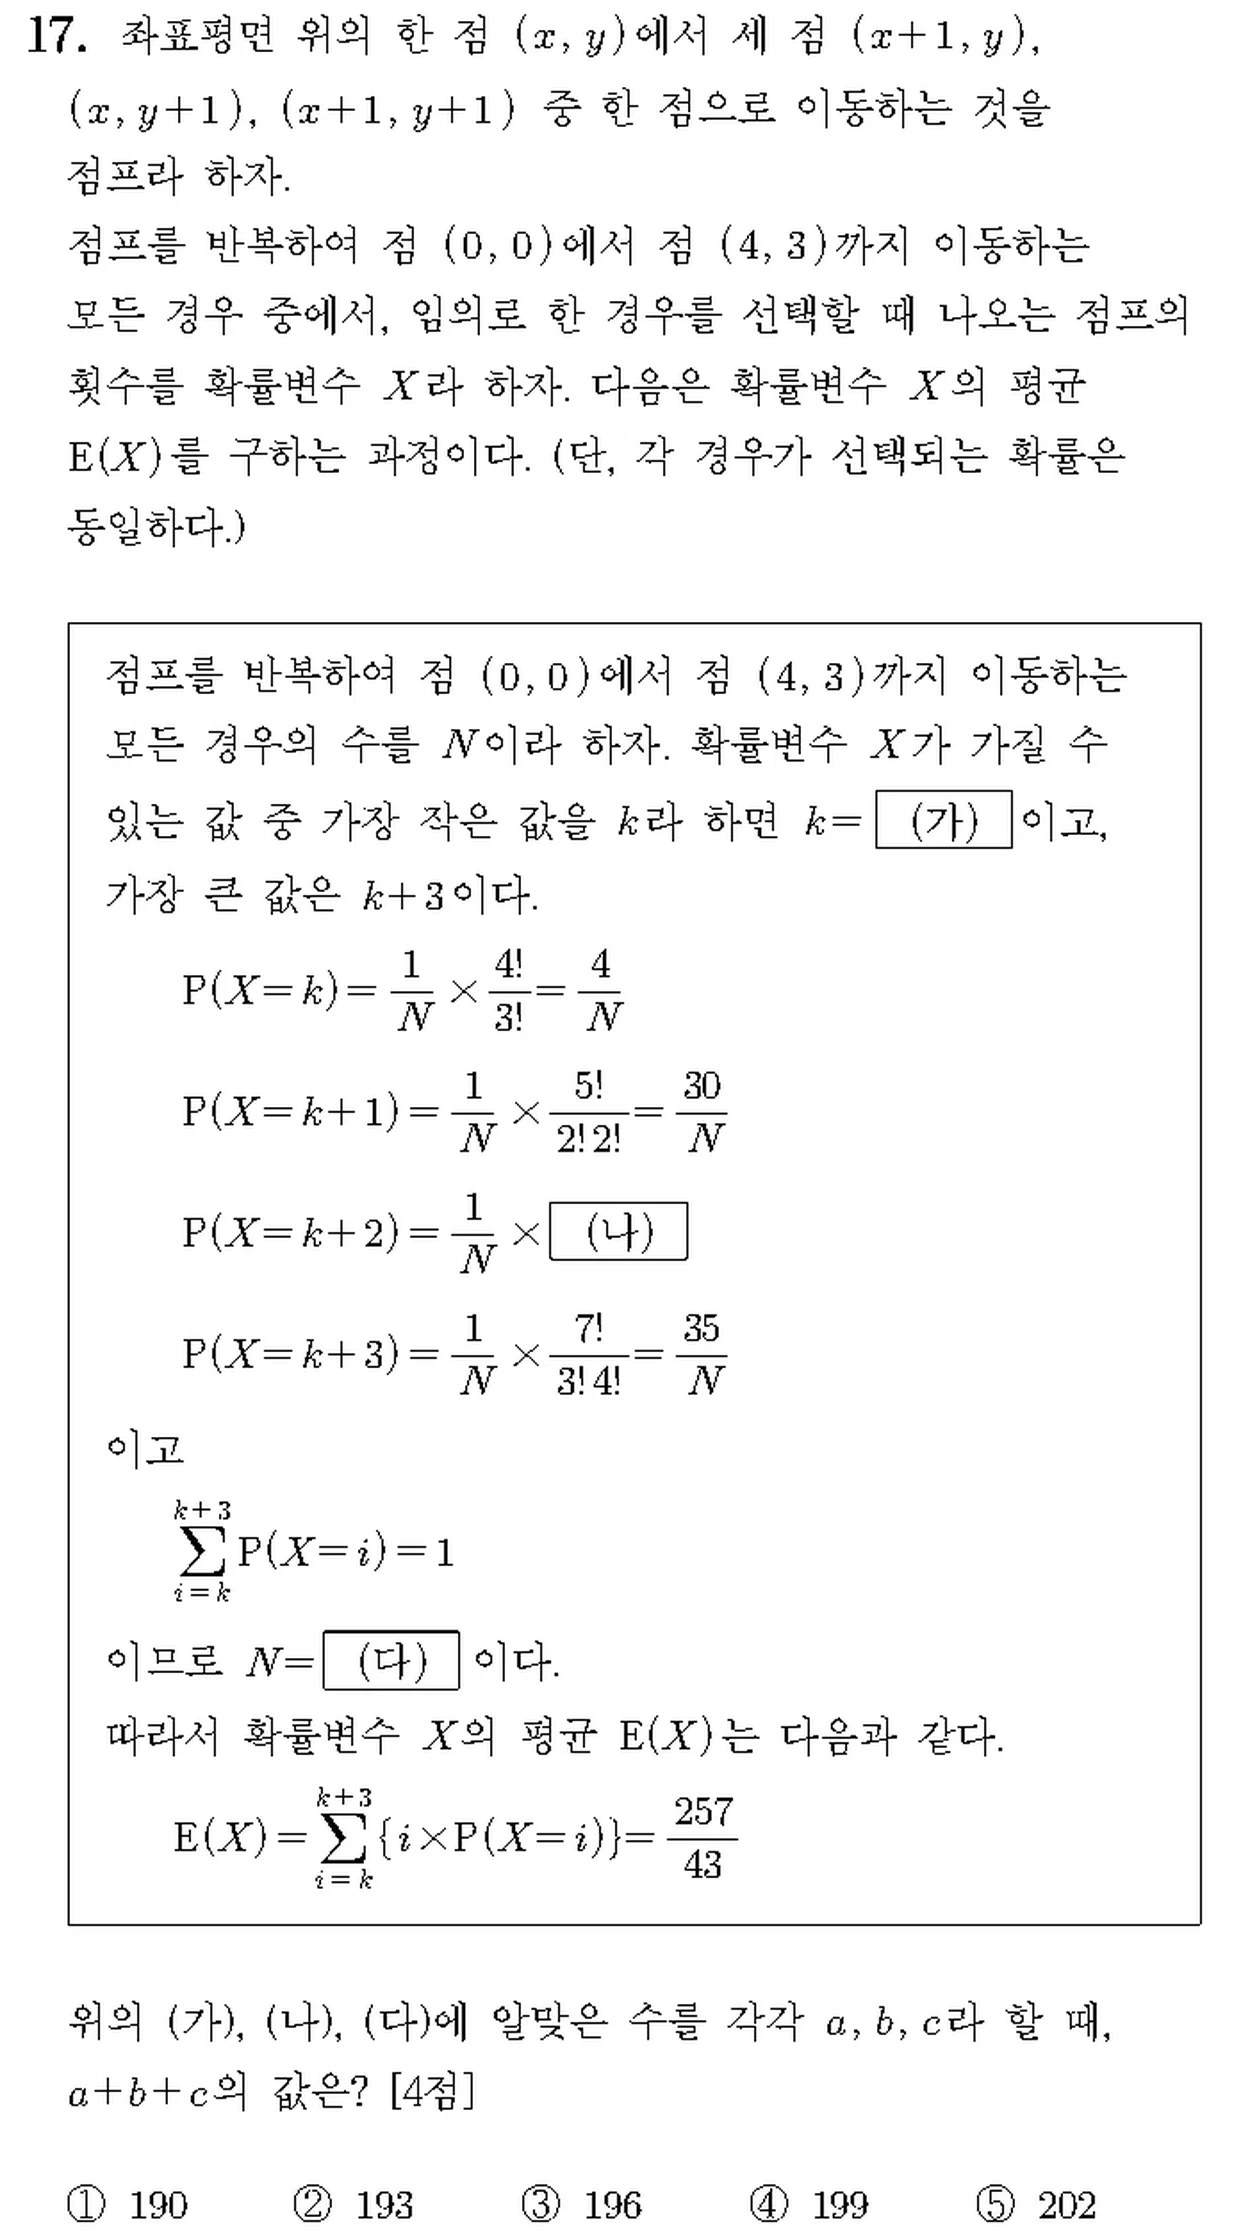 17. 좌표평면 위의 한 점 (x, y)에서 세 점 (x+1, y),
(x, y+1), (x+1, y+1) 중 한 점으로 이동하는 것을
점프라 하자.
점프를 반복하여 점 (0, 0)에서 점 (4, 3)까지 이동하는
모든 경우 중에서, 임의로 한 경우를 선택할 때 나오는 점프의
횟수를 확률변수 X라 하자. 다음은 확률변수 X의 평균
E(X)를 구하는 과정이다. (단, 각 경우가 선택되는 확률은
동일하다.)
점프를 반복하여 점 (0, 0)에서 점 (4, 3)까지 이동하는
모든 경우의 수를 N이라 하자. 확률변수 X가 가질 수
있는 값 중 가장 작은 값을 k라 하면 k= (가) 이고,
가장 큰 값은 k+3이다.
P(X=k)=1/N×4!/3!=4/N
P(X=k+1)=1/N×5!/2!2!=30/N
P(X=k+2)=1/N× (나)
P(X=k+3)=1/N×7!/3!4!=35/N
이고
∑_{i=k}^{k+3} P(X=i)=1
이므로 N= (다) 이다.
따라서 확률변수 X의 평균 E(X)는 다음과 같다.
E(X)=∑_{i=k}^{k+3} {i×P(X=i)}=257/43
위의 (가), (나), (다)에 알맞은 수를 각각 a, b, c라 할 때,
a+b+c의 값은? [4점]
① 190 ② 193 ③ 196 ④ 199 ⑤ 202